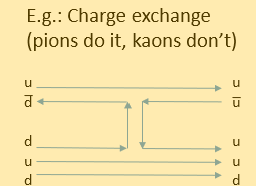 E.g.: Charge exchange
(pions do it, kaons don't)
u u
d̅ u̅
d u
u u
d d